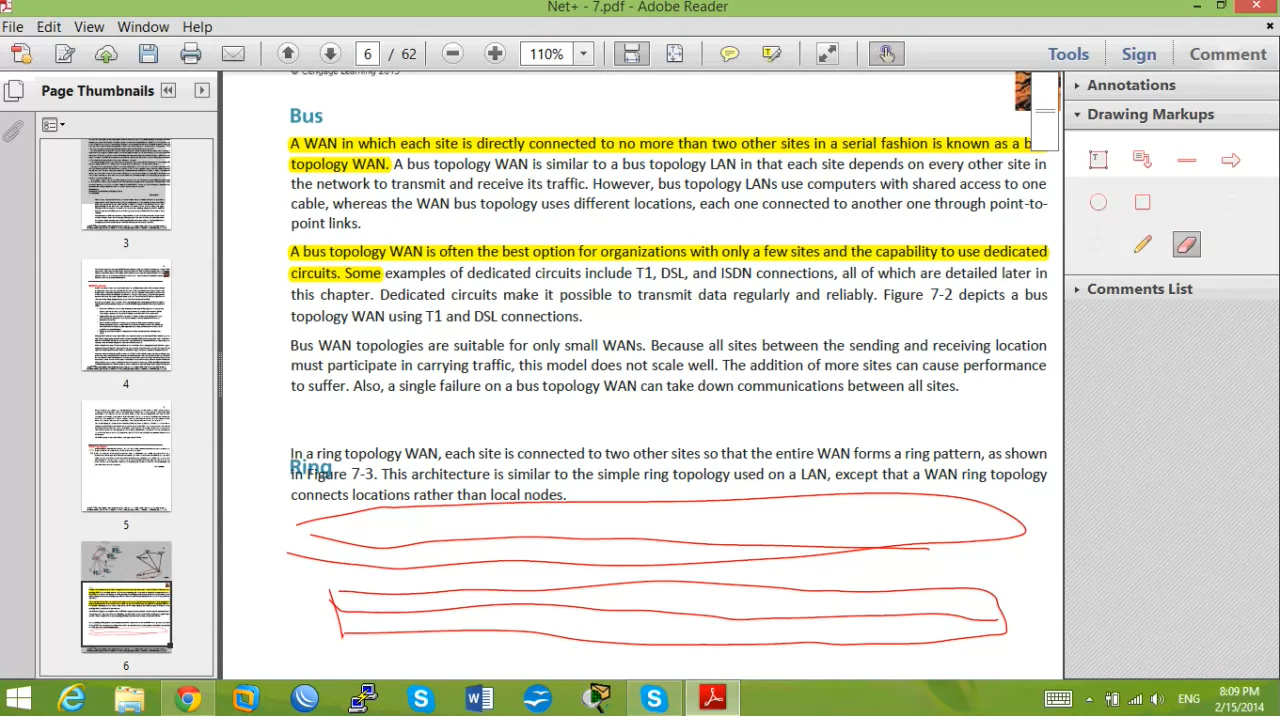 Net+ - 7.pdf - Adobe Reader
File Edit View Window Help
6 / 62 110% Tools Sign Comment
Page Thumbnails
3
4
5
6
© Cengage Learning 2013
Bus
A WAN in which each site is directly connected to no more than two other sites in a serial fashion is known as a
topology WAN. A bus topology WAN is similar to a bus topology LAN in that each site depends on every other site in
the network to transmit and receive its traffic. However, bus topology LANs use computers with shared access to one
cable, whereas the WAN bus topology uses different locations, each one connected to another one through point-to-
point links.
A bus topology WAN is often the best option for organizations with only a few sites and the capability to use dedicated
circuits. Some examples of dedicated circuits include T1, DSL, and ISDN connections, all of which are detailed later in
this chapter. Dedicated circuits make it possible to transmit data regularly and reliably. Figure 7-2 depicts a bus
topology WAN using T1 and DSL connections.
Bus WAN topologies are suitable for only small WANs. Because all sites between the sending and receiving location
must participate in carrying traffic, this model does not scale well. The addition of more sites can cause performance
to suffer. Also, a single failure on a bus topology WAN can take down communications between all sites.
Ring
In a ring topology WAN, each site is connected to two other sites so that the entire WAN forms a ring pattern, as shown
in Figure 7-3. This architecture is similar to the simple ring topology used on a LAN, except that a WAN ring topology
connects locations rather than local nodes.
Annotations
Drawing Markups
Comments List
ENG
8:09 PM
2/15/2014